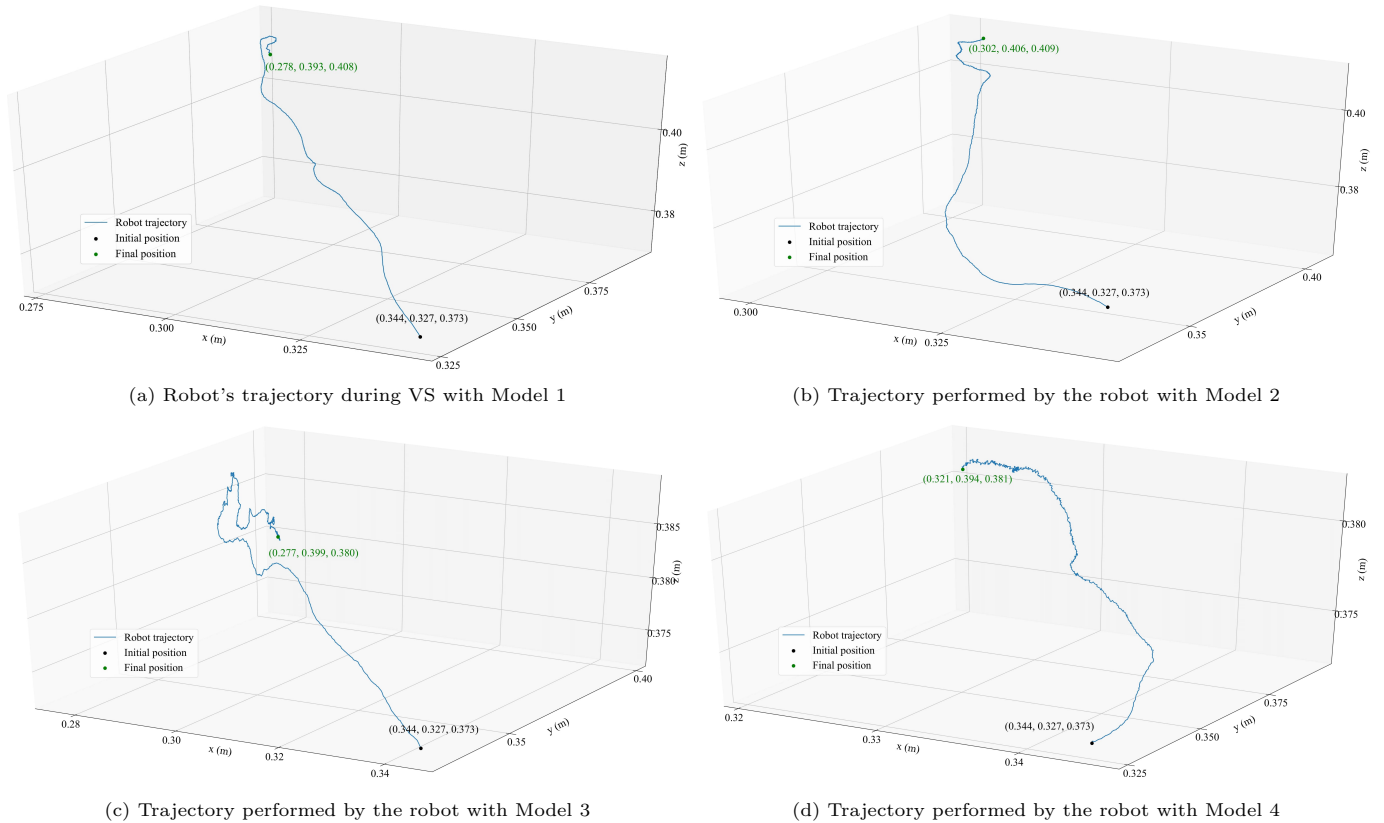 (0.278, 0.393, 0.408)
0.40
z (m)
0.38
Robot trajectory
Initial position
Final position
0.375
(0.344, 0.327, 0.373)
y (m)
0.350
0.275
0.300
x (m)
0.325
0.325
(a) Robot's trajectory during VS with Model 1
(0.302, 0.406, 0.409)
0.40
z (m)
0.38
Robot trajectory
Initial position
Final position
0.40
(0.344, 0.327, 0.373)
y (m)
0.35
0.300
x (m)
0.325
(b) Trajectory performed by the robot with Model 2
0.385
(0.277, 0.399, 0.380)
0.380
z (m)
0.375
Robot trajectory
Initial position
Final position
0.40
(0.344, 0.327, 0.373)
y (m)
0.35
0.28
0.30
x (m)
0.32
0.34
(c) Trajectory performed by the robot with Model 3
(0.321, 0.394, 0.381)
0.380
z (m)
0.375
Robot trajectory
Initial position
Final position
0.375
(0.344, 0.327, 0.373)
y (m)
0.350
0.32
0.33
x (m)
0.34
0.325
(d) Trajectory performed by the robot with Model 4